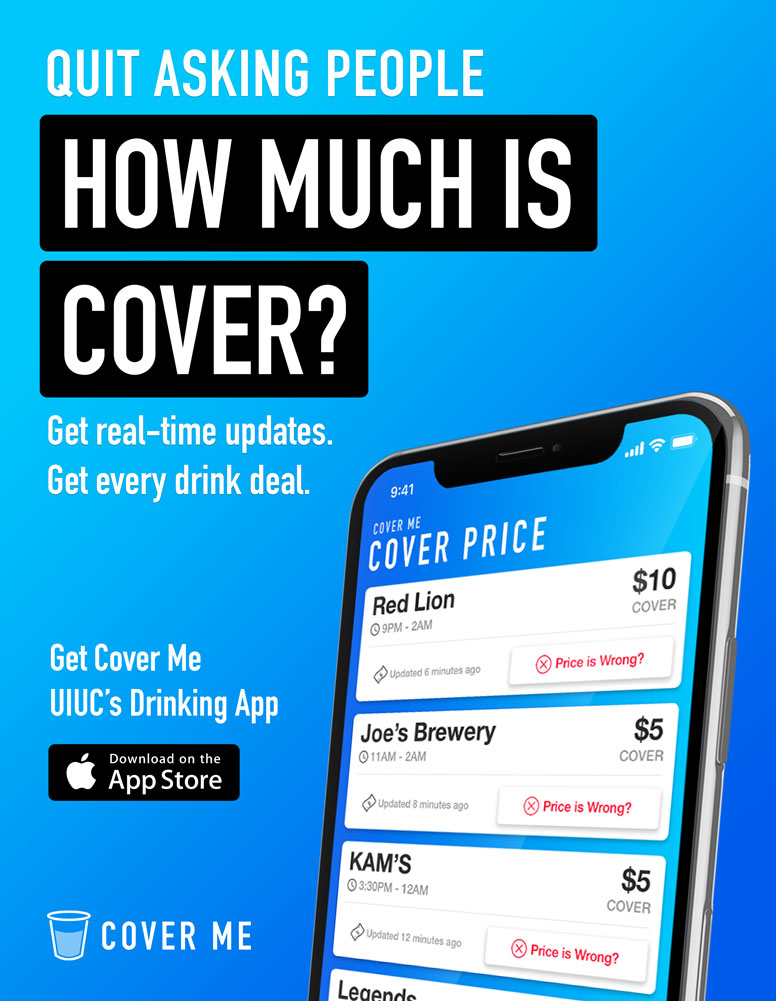 QUIT ASKING PEOPLE
HOW MUCH IS
COVER?
Get real-time updates.
Get every drink deal.
Get Cover Me
UIUC's Drinking App
Download on the
App Store
COVER ME
9:41
COVER ME
COVER PRICE
Red Lion
$10
9PM - 2AM
COVER
Updated 6 minutes ago
Price is Wrong?
Joe's Brewery
$5
11AM - 2AM
COVER
Updated 8 minutes ago
Price is Wrong?
KAM'S
$5
3:30PM - 12AM
COVER
Updated 12 minutes ago
Price is Wrong?
Legends